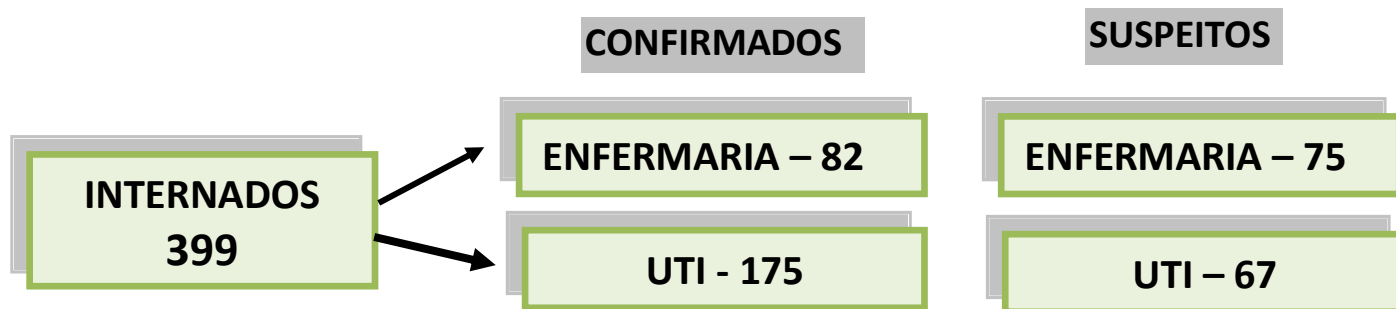 CONFIRMADOS
SUSPEITOS
INTERNADOS
399
ENFERMARIA – 82
ENFERMARIA – 75
UTI - 175
UTI – 67